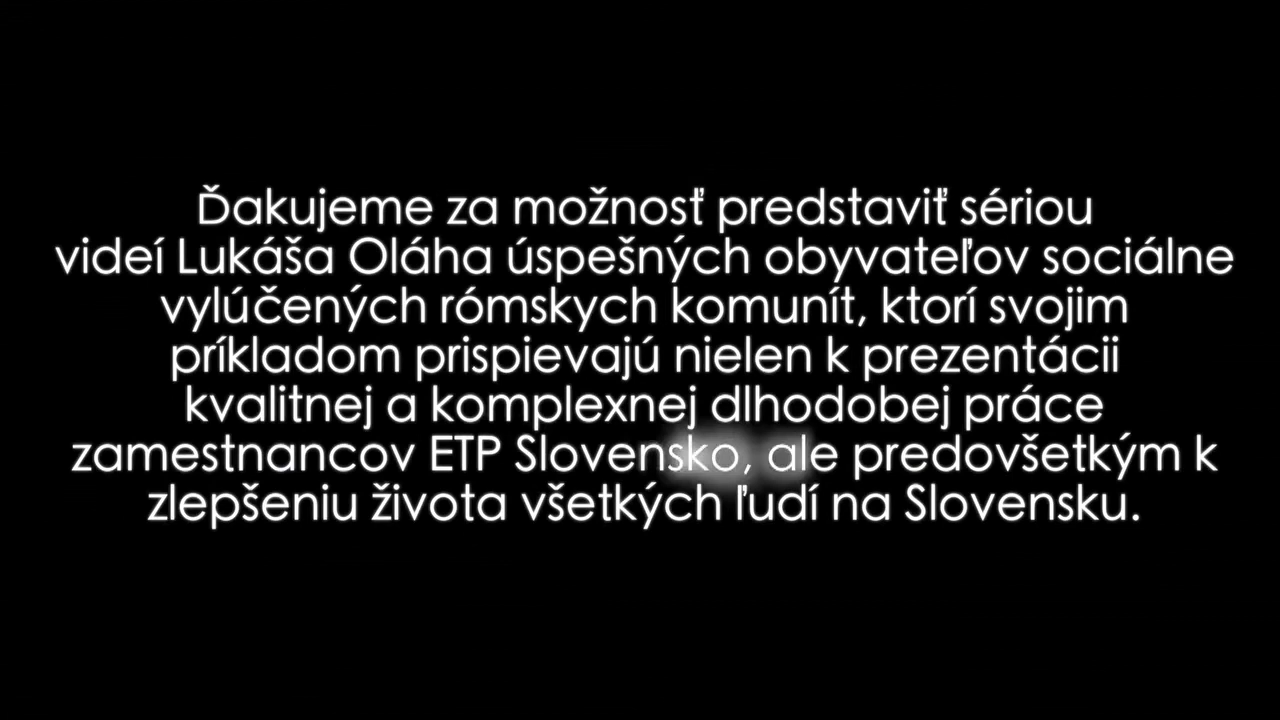 Ďakujeme za možnosť predstaviť sériou
videí Lukáša Oláha úspešných obyvateľov sociálne
vylúčených rómskych komunít, ktorí svojim
príkladom prispievajú nielen k prezentácii
kvalitnej a komplexnej dlhodobej práce
zamestnancov ETP Slovensko, ale predovšetkým k
zlepšeniu života všetkých ľudí na Slovensku.